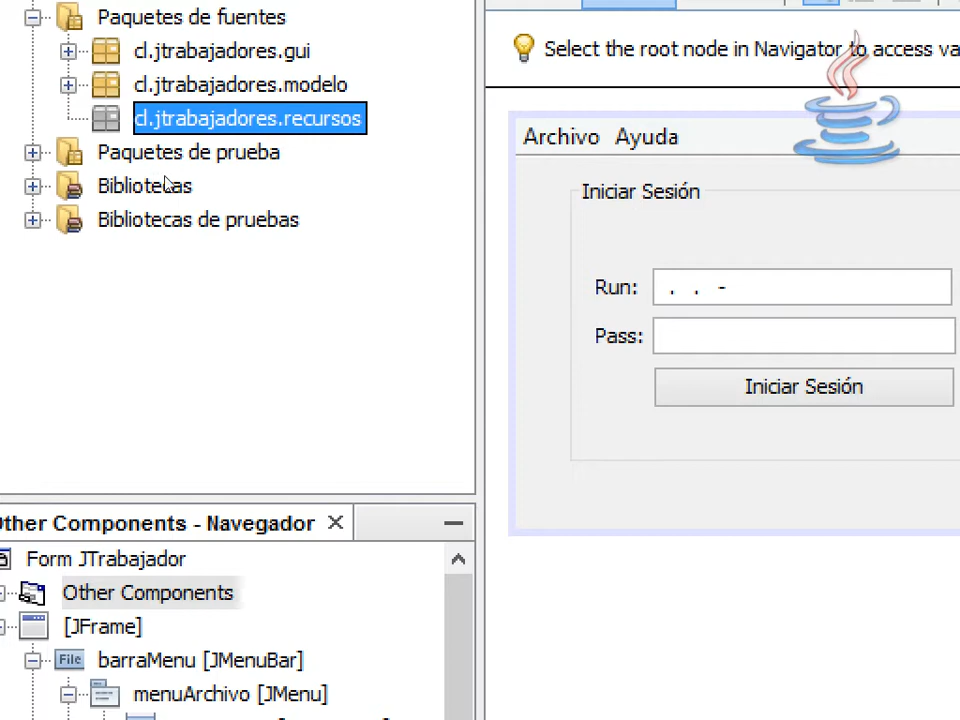 Paquetes de fuentes
cl.jtrabajadores.gui
cl.jtrabajadores.modelo
cl.jtrabajadores.recursos
Paquetes de prueba
Bibliotecas
Bibliotecas de pruebas
Select the root node in Navigator to access va
Archivo Ayuda
Iniciar Sesión
Run: . . -
Pass:
Iniciar Sesión
Other Components - Navegador
Form JTrabajador
Other Components
[JFrame]
File barraMenu [JMenuBar]
menuArchivo [JMenu]